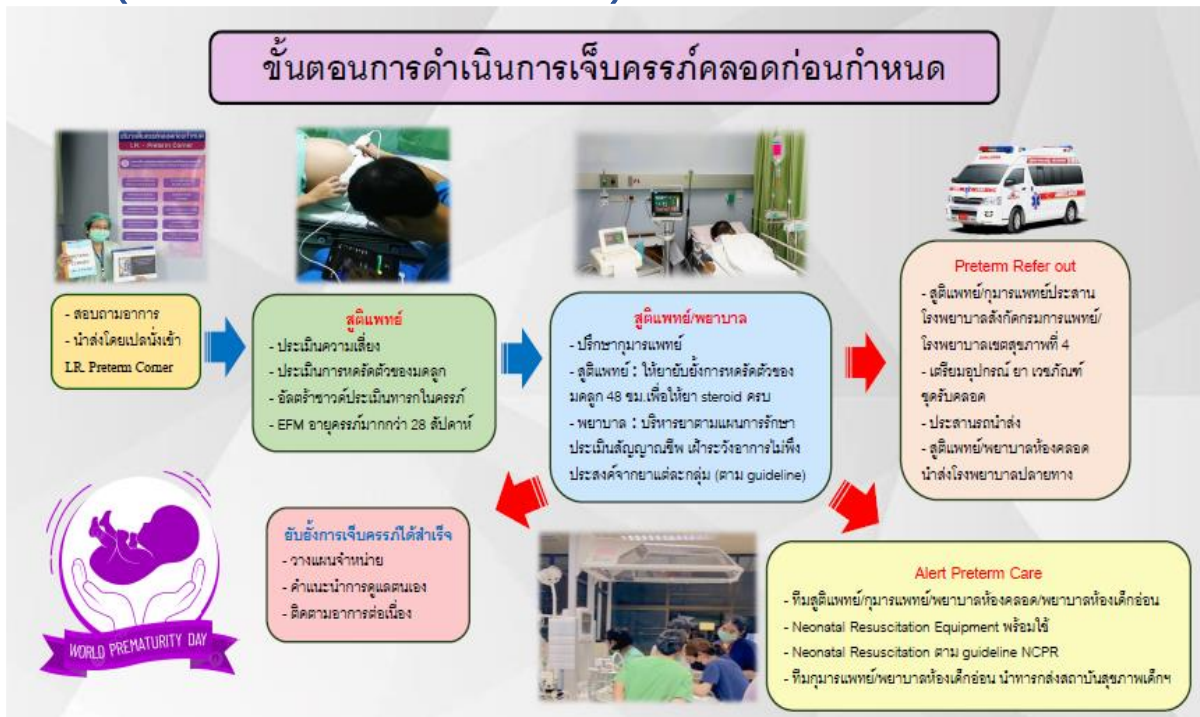 ขั้นตอนการดำเนินการเจ็บครรภ์คลอดก่อนกำหนด
L.R. - Preterm Corner
- สอบถามอาการ
- นำส่งโดยเปลนั่งเข้า
L.R. Preterm Corner
สูติแพทย์
- ประเมินความเสี่ยง
- ประเมินการหดรัดตัวของมดลูก
- อัลตร้าซาวด์ประเมินทารกในครรภ์
- EFM อายุครรภ์มากกว่า 28 สัปดาห์
สูติแพทย์/พยาบาล
- ปรึกษากุมารแพทย์
- สูติแพทย์ : ให้ยายับยั้งการหดรัดตัวของ
มดลูก 48 ชม.เพื่อให้ยา steroid ครบ
- พยาบาล : บริหารยาตามแผนการรักษา
ประเมินสัญญาณชีพ เฝ้าระวังอาการไม่พึง
ประสงค์จากยาแต่ละกลุ่ม (ตาม guideline)
Preterm Refer out
- สูติแพทย์/กุมารแพทย์ประสาน
โรงพยาบาลสังกัดกรมการแพทย์/
โรงพยาบาลเขตสุขภาพที่ 4
- เตรียมอุปกรณ์ ยา เวชภัณฑ์
ชุดรับคลอด
- ประสานรถนำส่ง
- สูติแพทย์/พยาบาลห้องคลอด
นำส่งโรงพยาบาลปลายทาง
ยับยั้งการเจ็บครรภ์ได้สำเร็จ
- วางแผนจำหน่าย
- คำแนะนำการดูแลตนเอง
- ติดตามอาการต่อเนื่อง
WORLD PREMATURITY DAY
Alert Preterm Care
- ทีมสูติแพทย์/กุมารแพทย์/พยาบาลห้องคลอด/พยาบาลห้องเด็กอ่อน
- Neonatal Resuscitation Equipment พร้อมใช้
- Neonatal Resuscitation ตาม guideline NCPR
- ทีมกุมารแพทย์/พยาบาลห้องเด็กอ่อน นำทารกส่งสถาบันสุขภาพเด็กฯ